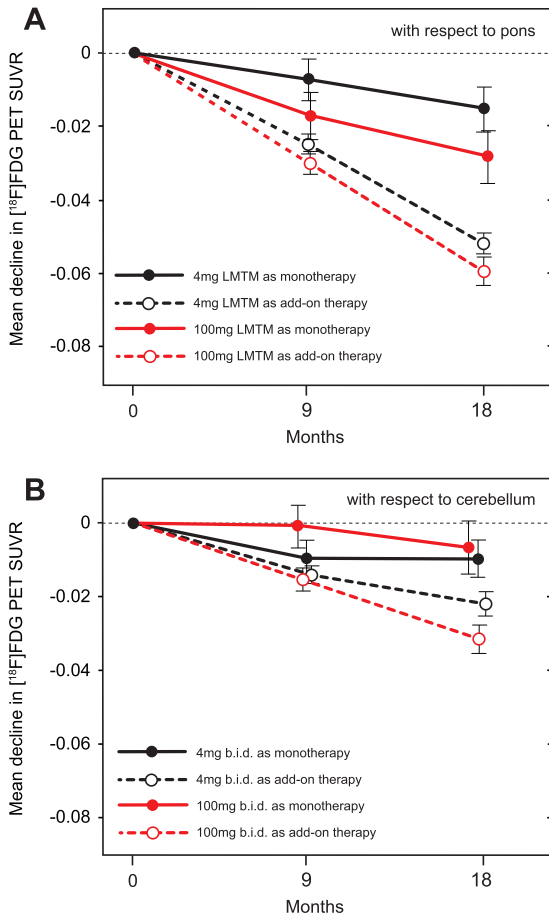 A
with respect to pons
Mean decline in [¹⁸F]FDG PET SUVR
0
-0.02
-0.04
-0.06
-0.08
4mg LMTM as monotherapy
4mg LMTM as add-on therapy
100mg LMTM as monotherapy
100mg LMTM as add-on therapy
0
9
18
Months
B
with respect to cerebellum
Mean decline in [¹⁸F]FDG PET SUVR
0
-0.02
-0.04
-0.06
-0.08
4mg b.i.d. as monotherapy
4mg b.i.d. as add-on therapy
100mg b.i.d. as monotherapy
100mg b.i.d. as add-on therapy
0
9
18
Months